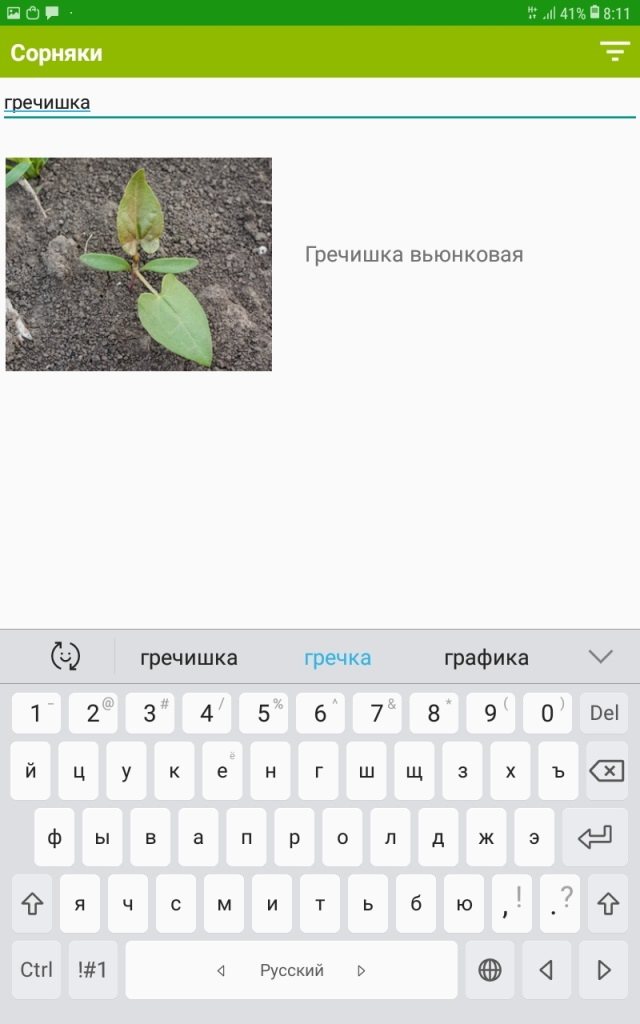 41% 8:11
Сорняки
гречишка
Гречишка вьюнковая
гречишка гречка графика
1 - 2 @ 3 # 4 / 5 % 6 ^ 7 & 8 * 9 ( 0 ) Del
й ц у к е ё н г ш щ з х ъ
ф ы в а п р о л д ж э
я ч с м и т ь б ю , ! . ?
Ctrl !#1 Русский